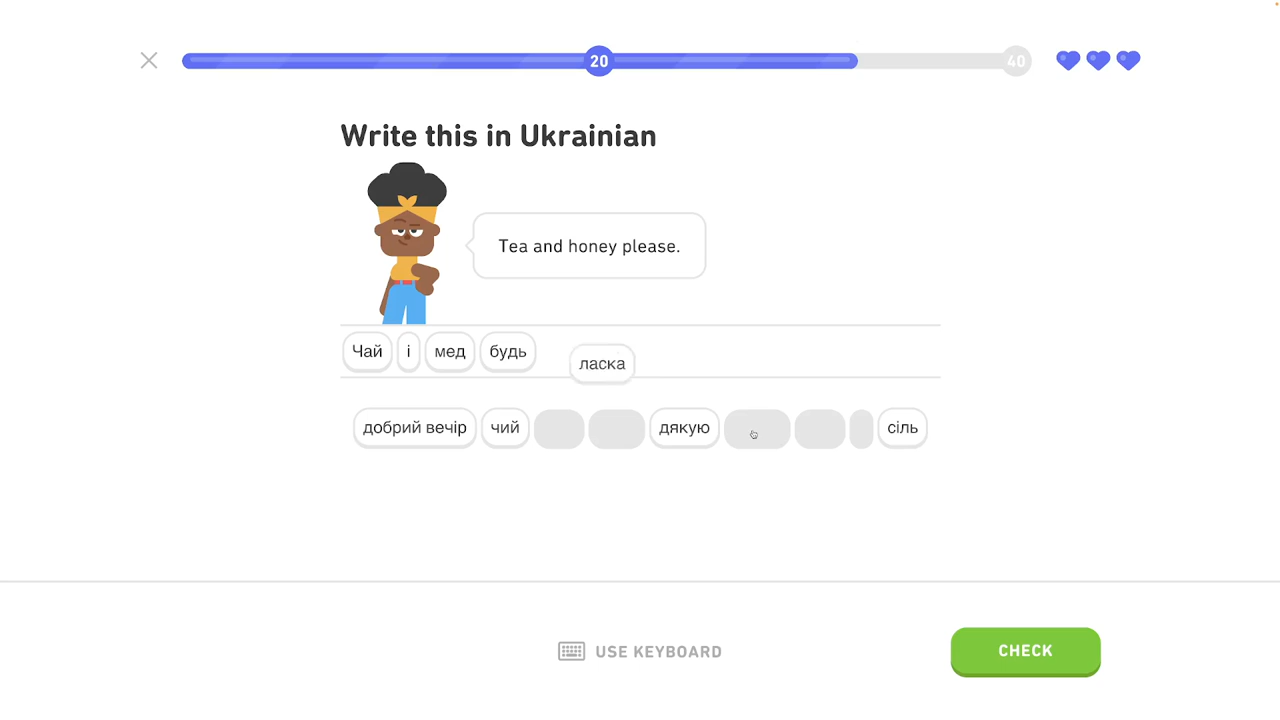 20
40
Write this in Ukrainian
Tea and honey please.
Чай і мед будь ласка
добрий вечір чий дякую сіль
USE KEYBOARD
CHECK